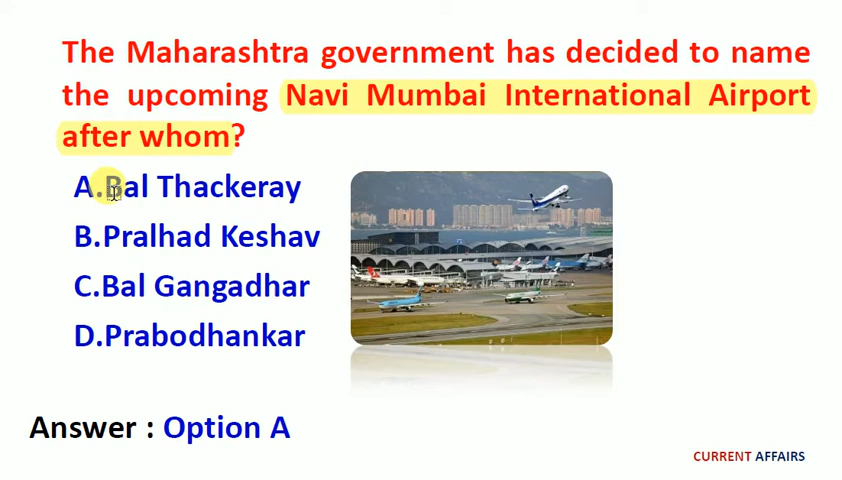 The Maharashtra government has decided to name
the upcoming Navi Mumbai International Airport
after whom?
A.Bal Thackeray
B.Pralhad Keshav
C.Bal Gangadhar
D.Prabodhankar
Answer : Option A
CURRENT AFFAIRS